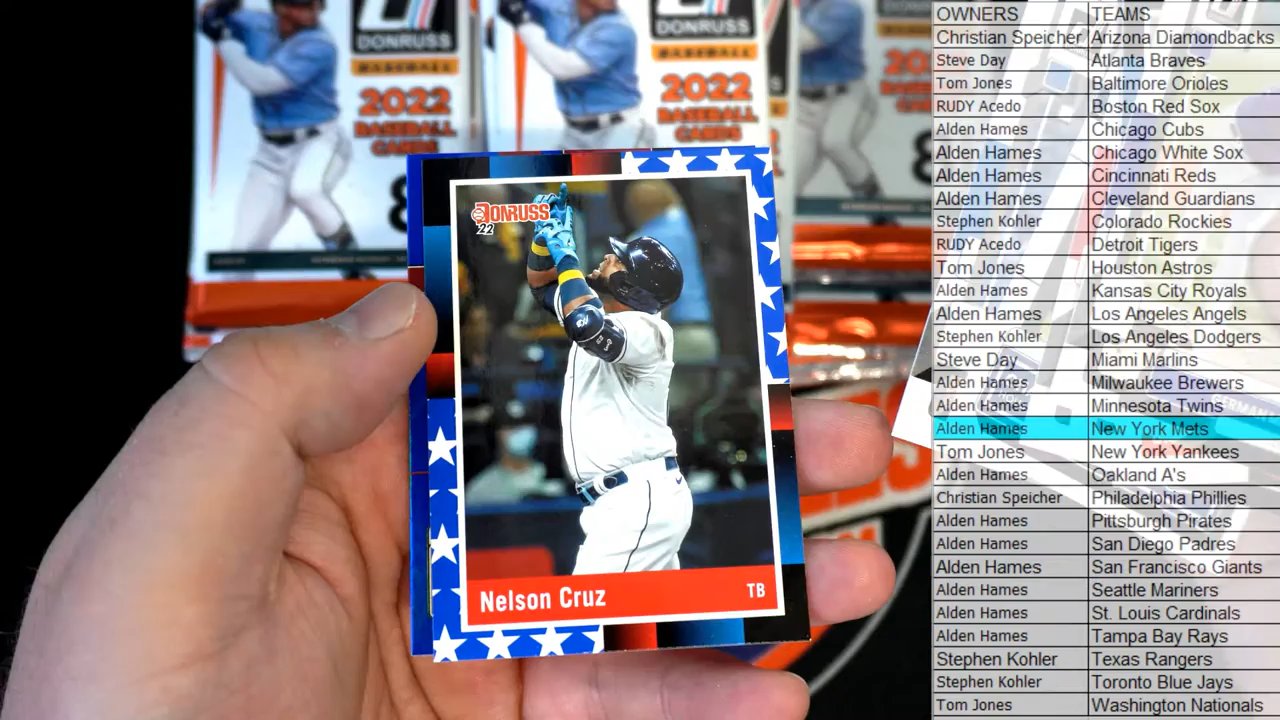 DONRUSS
BASEBALL
2022
BASEBALL
CARDS
8
DONRUSS
BASEBALL
2022
BASEBALL
CARDS
DONRUSS
22
Nelson Cruz TB
OWNERS TEAMS
Christian Speicher Arizona Diamondbacks
Steve Day Atlanta Braves
Tom Jones Baltimore Orioles
RUDY Acedo Boston Red Sox
Alden Hames Chicago Cubs
Alden Hames Chicago White Sox
Alden Hames Cincinnati Reds
Alden Hames Cleveland Guardians
Stephen Kohler Colorado Rockies
RUDY Acedo Detroit Tigers
Tom Jones Houston Astros
Alden Hames Kansas City Royals
Alden Hames Los Angeles Angels
Stephen Kohler Los Angeles Dodgers
Steve Day Miami Marlins
Alden Hames Milwaukee Brewers
Alden Hames Minnesota Twins
Alden Hames New York Mets
Tom Jones New York Yankees
Alden Hames Oakland A's
Christian Speicher Philadelphia Phillies
Alden Hames Pittsburgh Pirates
Alden Hames San Diego Padres
Alden Hames San Francisco Giants
Alden Hames Seattle Mariners
Alden Hames St. Louis Cardinals
Alden Hames Tampa Bay Rays
Stephen Kohler Texas Rangers
Stephen Kohler Toronto Blue Jays
Tom Jones Washington Nationals